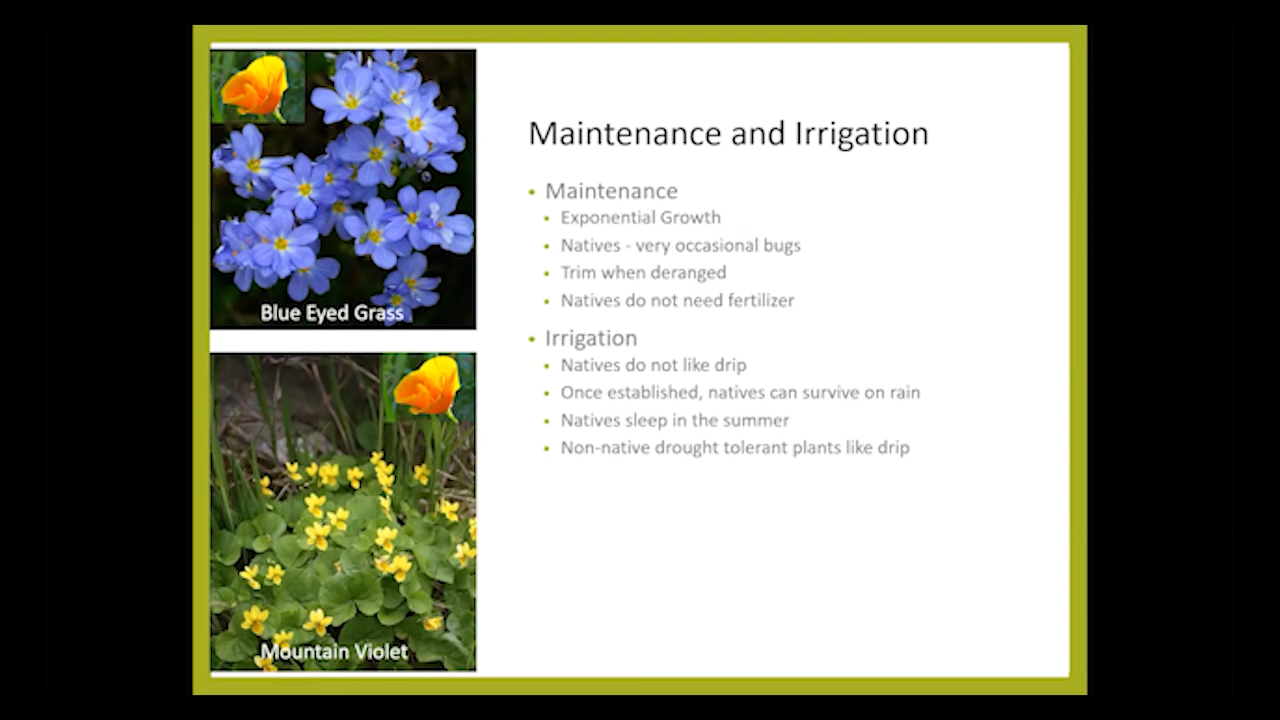 Blue Eyed Grass
Mountain Violet
Maintenance and Irrigation
• Maintenance
• Exponential Growth
• Natives - very occasional bugs
• Trim when deranged
• Natives do not need fertilizer
• Irrigation
• Natives do not like drip
• Once established, natives can survive on rain
• Natives sleep in the summer
• Non-native drought tolerant plants like drip